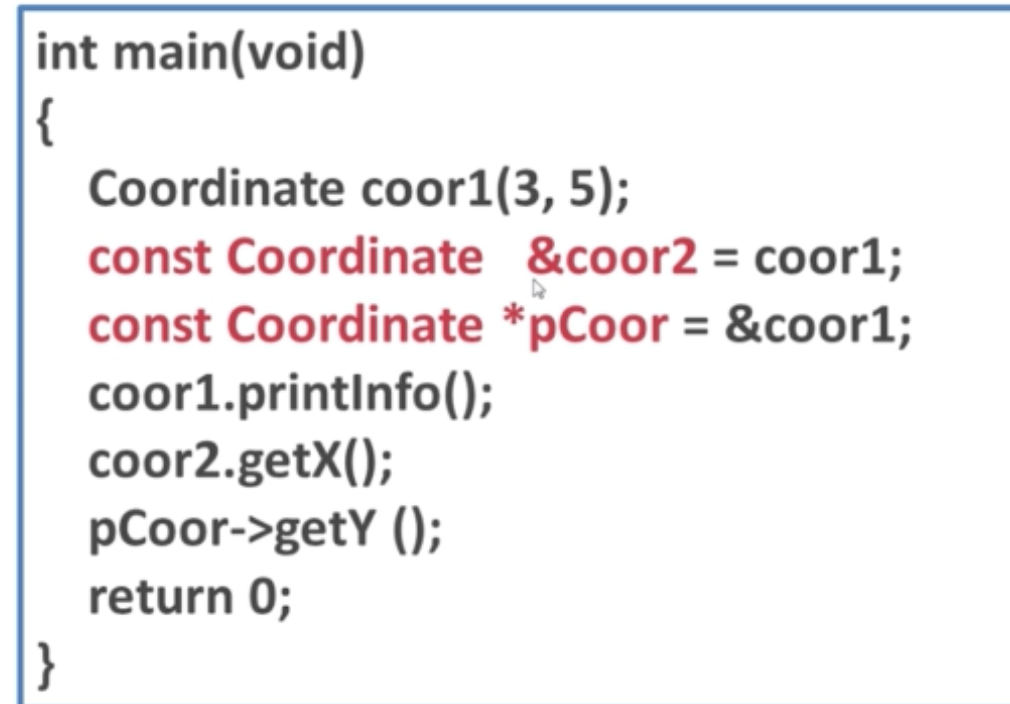 int main(void)
{
Coordinate coor1(3, 5);
const Coordinate &coor2 = coor1;
const Coordinate *pCoor = &coor1;
coor1.printInfo();
coor2.getX();
pCoor->getY ();
return 0;
}